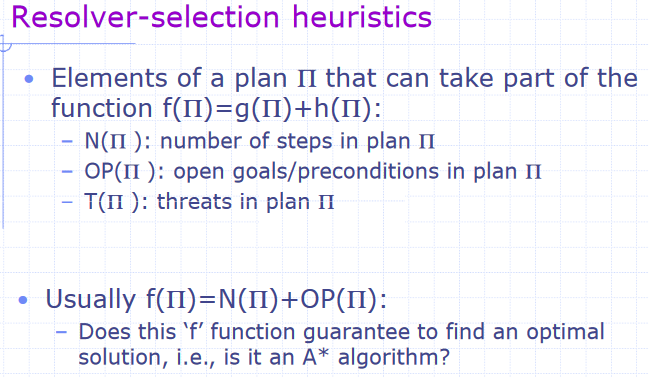 Resolver-selection heuristics
• Elements of a plan Π that can take part of the
function f(Π)=g(Π)+h(Π):
– N(Π ): number of steps in plan Π
– OP(Π ): open goals/preconditions in plan Π
– T(Π ): threats in plan Π
• Usually f(Π)=N(Π)+OP(Π):
– Does this ‘f’ function guarantee to find an optimal
solution, i.e., is it an A* algorithm?